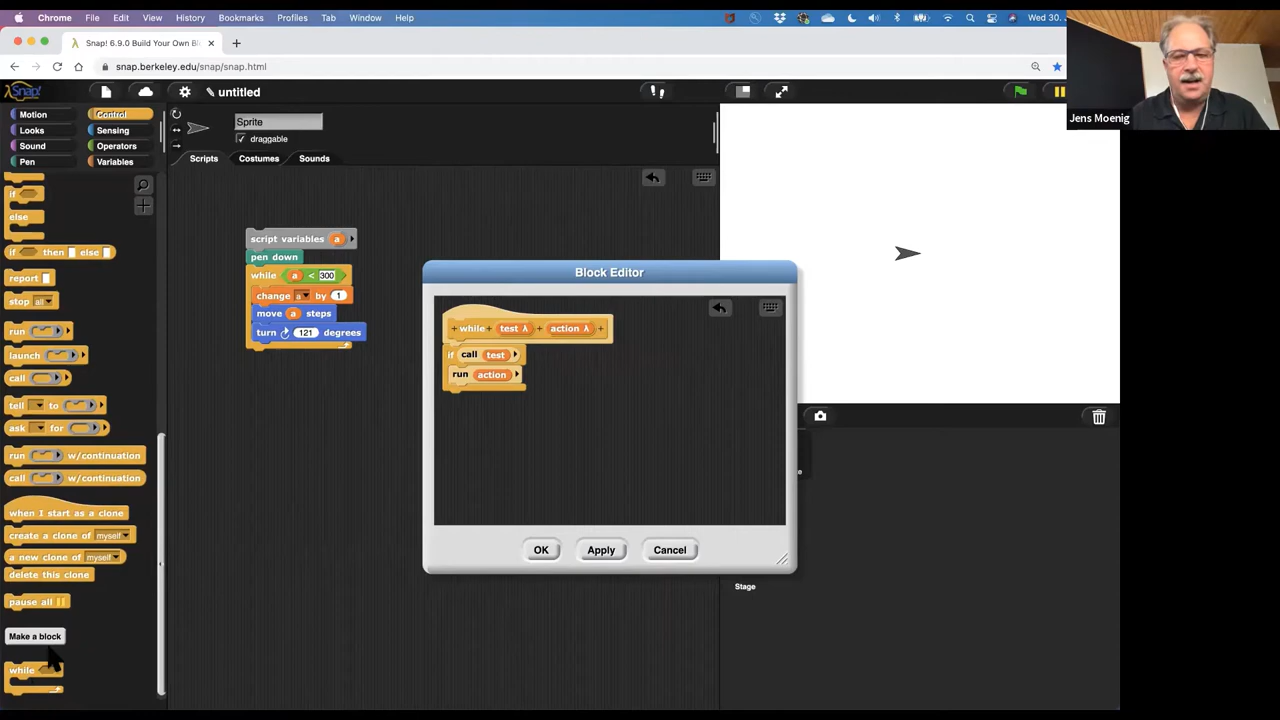 Chrome File Edit View History Bookmarks Profiles Tab Window Help Wed 30.
Snap! 6.9.0 Build Your Own Bl
snap.berkeley.edu/snap/snap.html
Jens Moenig
Snap! untitled
Motion Control
Looks Sensing
Sound Operators
Pen Variables
Sprite
draggable
Scripts Costumes Sounds
if
else
if then else
report
stop all
run
launch
call
tell to
ask for
run w/continuation
call w/continuation
when I start as a clone
create a clone of myself
a new clone of myself
delete this clone
pause all
Make a block
while
script variables a
pen down
while a < 300
change a by 1
move a steps
turn 121 degrees
Block Editor
+ while + test λ + action λ +
if call test
run action
OK Apply Cancel
Stage